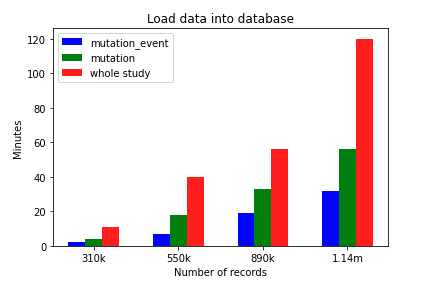 Load data into database
120
100
80
60
40
20
0
Minutes
mutation_event
mutation
whole study
310k
550k
890k
1.14m
Number of records